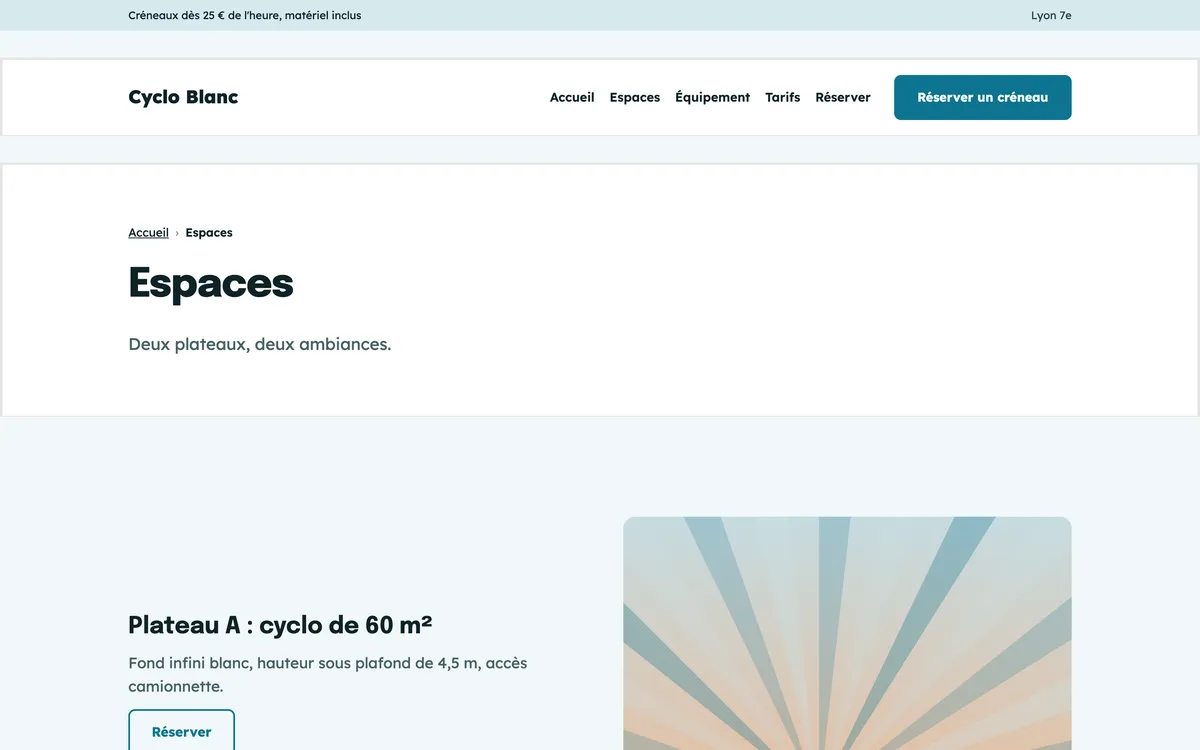 Créneaux dès 25 € de l'heure, matériel inclus
Lyon 7e
Cyclo Blanc
Accueil Espaces Équipement Tarifs Réserver
Réserver un créneau
Accueil › Espaces
Espaces
Deux plateaux, deux ambiances.
Plateau A : cyclo de 60 m²
Fond infini blanc, hauteur sous plafond de 4,5 m, accès
camionnette.
Réserver